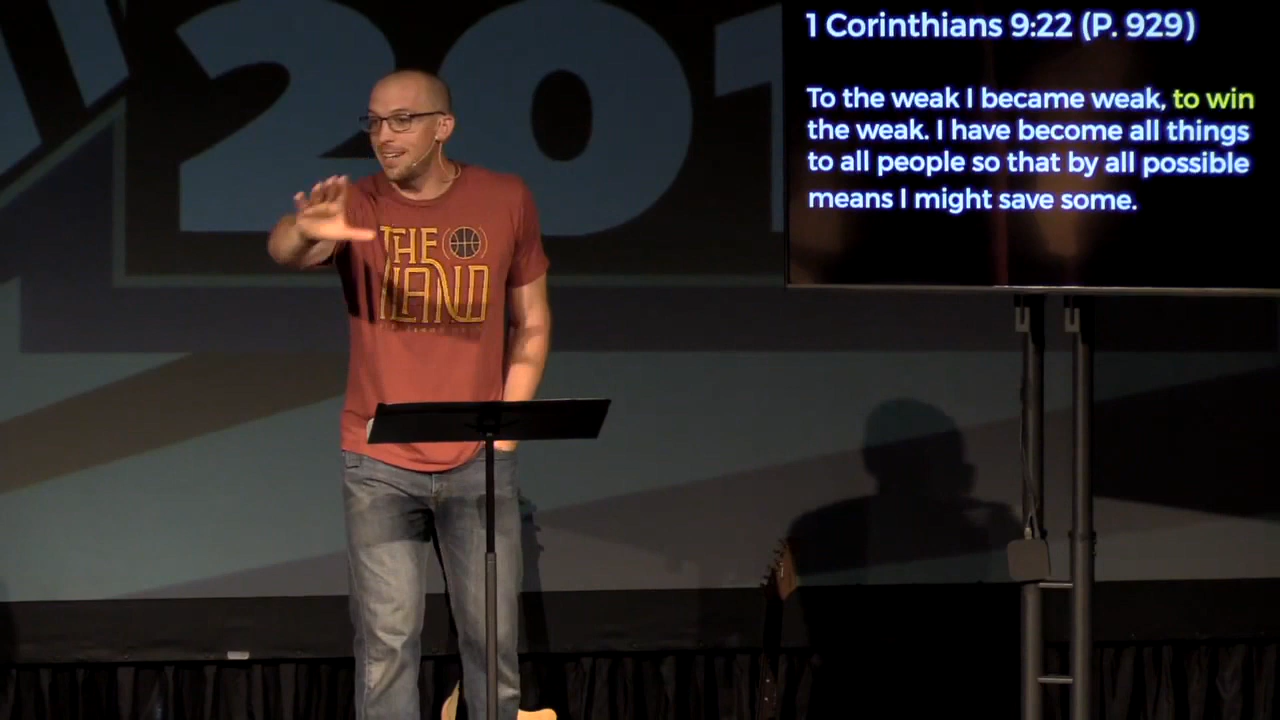 201
1 Corinthians 9:22 (P. 929)
To the weak I became weak, to win
the weak. I have become all things
to all people so that by all possible
means I might save some.
THE
LAND